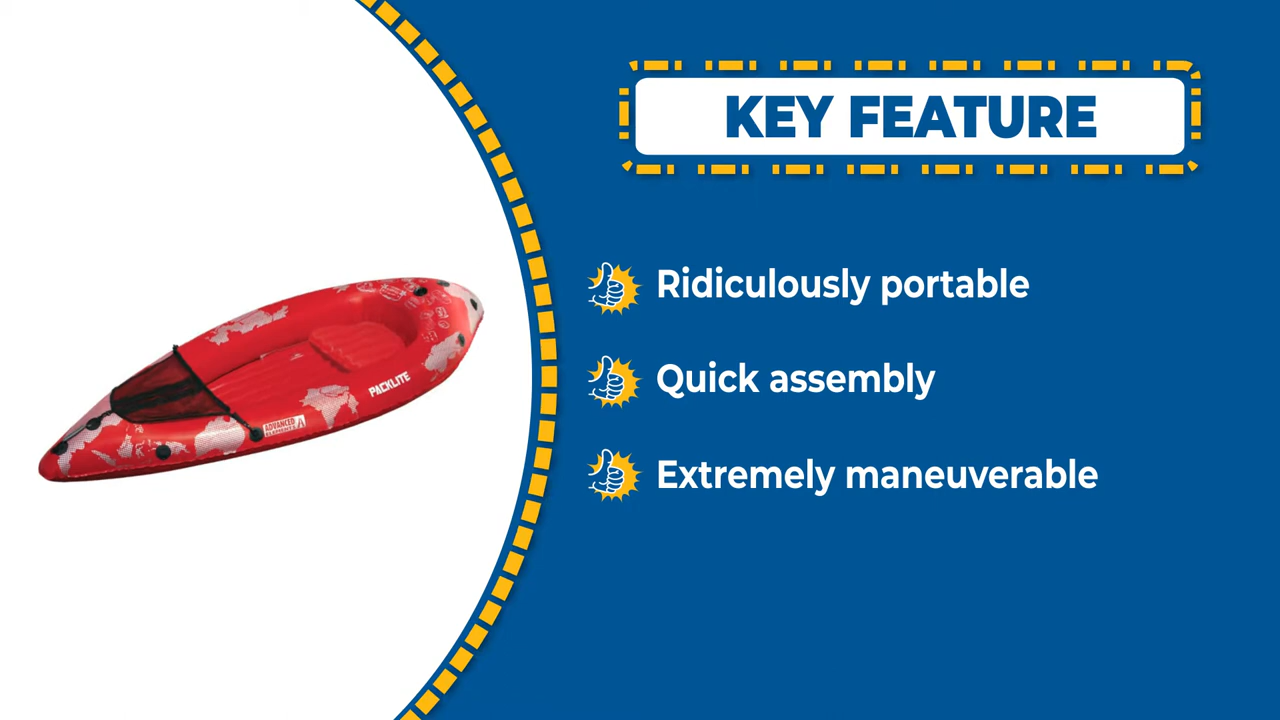 KEY FEATURE
Ridiculously portable
Quick assembly
Extremely maneuverable
PACKLITE
ADVANCED
ELEMENTS